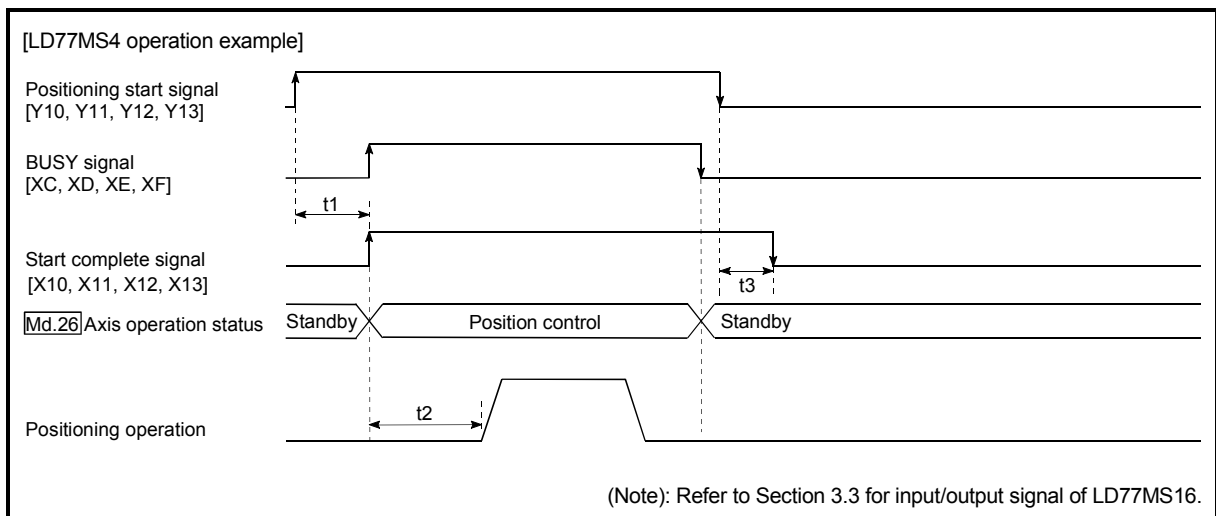 [LD77MS4 operation example]
Positioning start signal
[Y10, Y11, Y12, Y13]
BUSY signal
[XC, XD, XE, XF]
t1
Start complete signal
[X10, X11, X12, X13]
t3
Md.26 Axis operation status
Standby
Position control
Standby
t2
Positioning operation
(Note): Refer to Section 3.3 for input/output signal of LD77MS16.